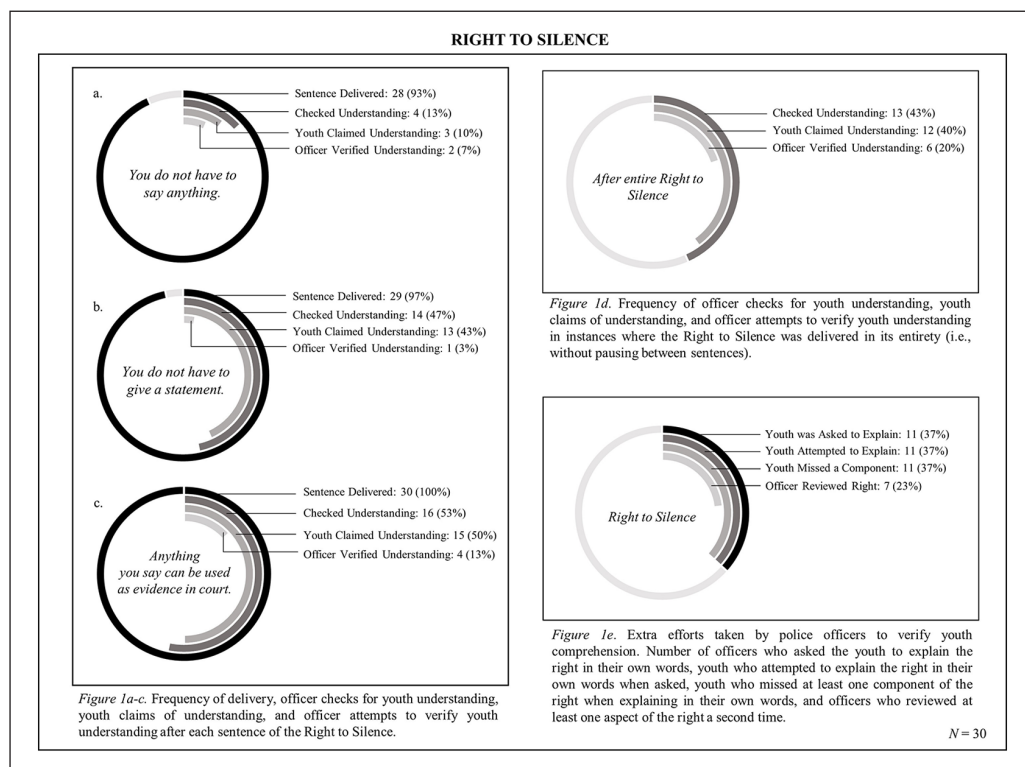 RIGHT TO SILENCE
a.
Sentence Delivered: 28 (93%)
Checked Understanding: 4 (13%)
Youth Claimed Understanding: 3 (10%)
Officer Verified Understanding: 2 (7%)
You do not have to
say anything.
b.
Sentence Delivered: 29 (97%)
Checked Understanding: 14 (47%)
Youth Claimed Understanding: 13 (43%)
Officer Verified Understanding: 1 (3%)
You do not have to
give a statement.
c.
Sentence Delivered: 30 (100%)
Checked Understanding: 16 (53%)
Youth Claimed Understanding: 15 (50%)
Officer Verified Understanding: 4 (13%)
Anything
you say can be used
as evidence in court.
Figure 1a-c. Frequency of delivery, officer checks for youth understanding,
youth claims of understanding, and officer attempts to verify youth
understanding after each sentence of the Right to Silence.
Checked Understanding: 13 (43%)
Youth Claimed Understanding: 12 (40%)
Officer Verified Understanding: 6 (20%)
After entire Right to
Silence
Figure 1d. Frequency of officer checks for youth understanding, youth
claims of understanding, and officer attempts to verify youth understanding
in instances where the Right to Silence was delivered in its entirety (i.e.,
without pausing between sentences).
Youth was Asked to Explain: 11 (37%)
Youth Attempted to Explain: 11 (37%)
Youth Missed a Component: 11 (37%)
Officer Reviewed Right: 7 (23%)
Right to Silence
Figure 1e. Extra efforts taken by police officers to verify youth
comprehension. Number of officers who asked the youth to explain the
right in their own words, youth who attempted to explain the right in their
own words when asked, youth who missed at least one component of the
right when explaining in their own words, and officers who reviewed at
least one aspect of the right a second time.
N = 30